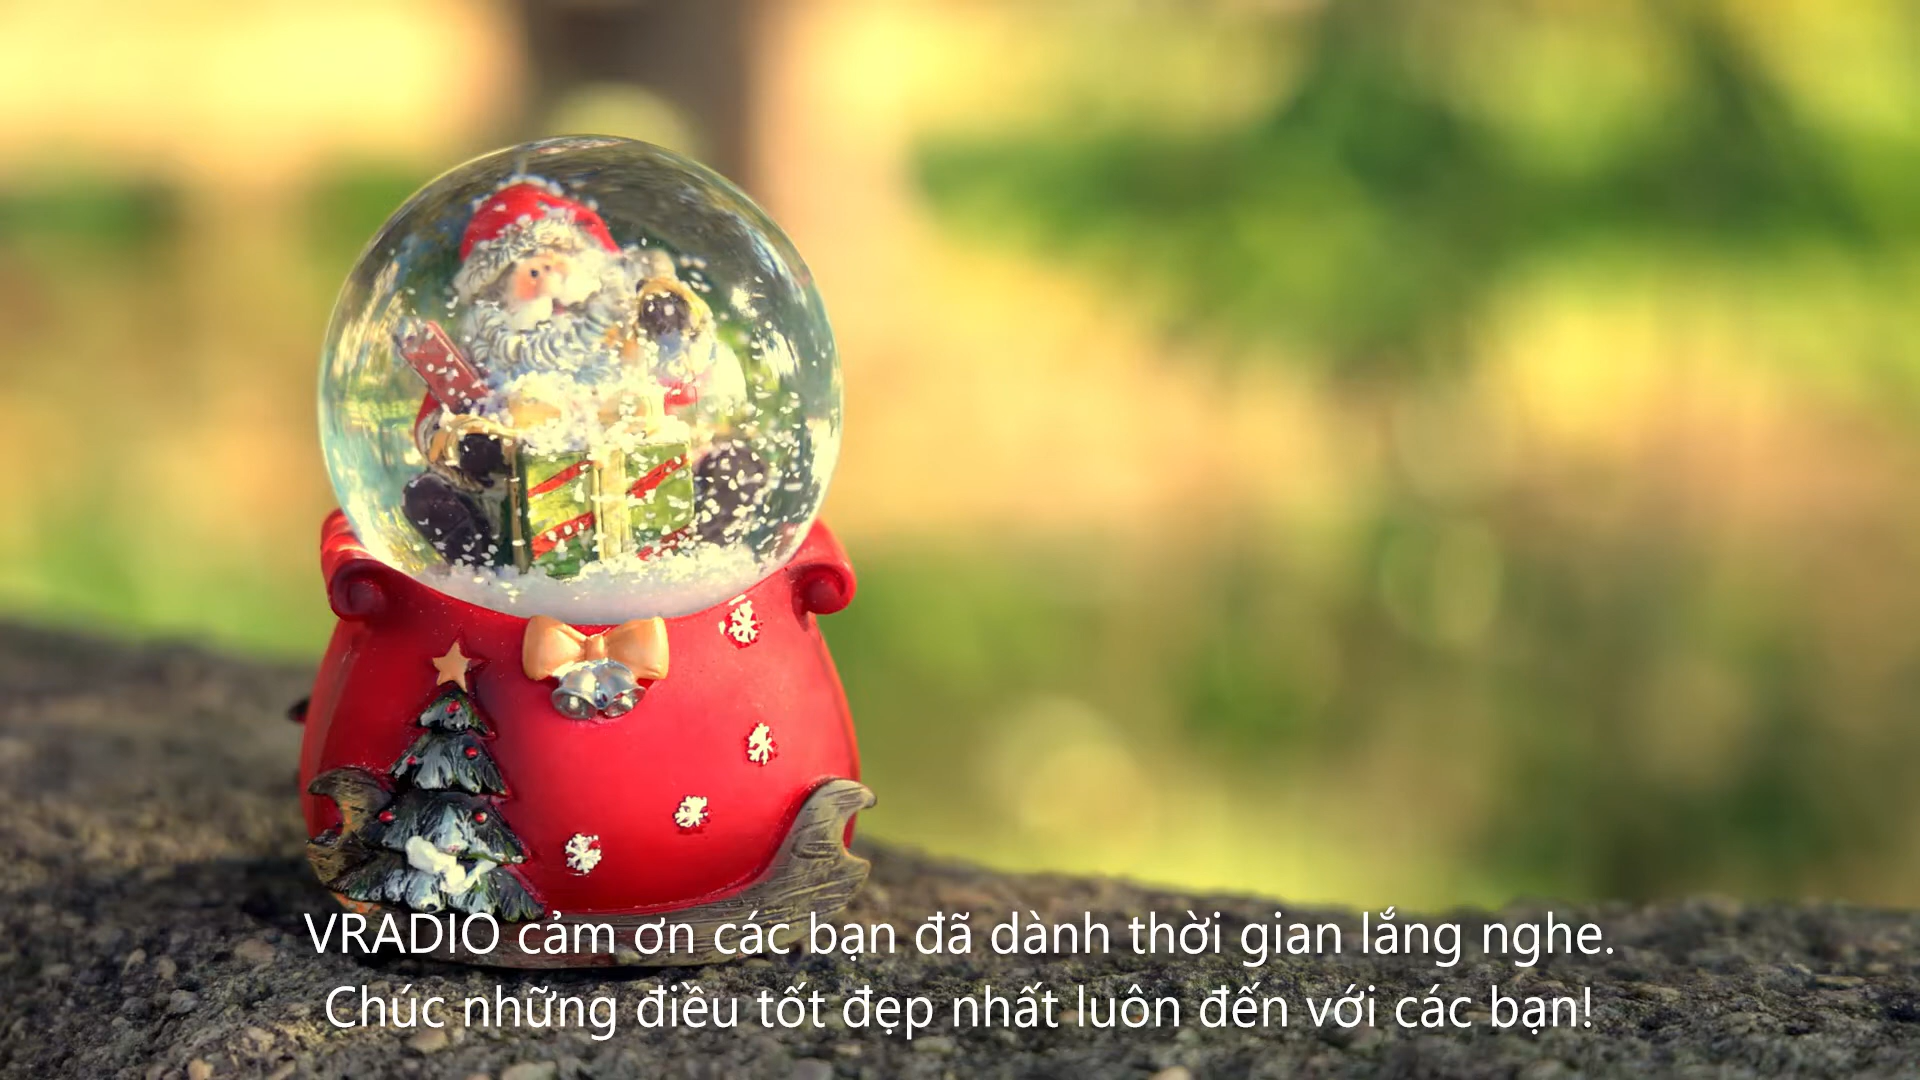 VRADIO cảm ơn các bạn đã dành thời gian lắng nghe.
Chúc những điều tốt đẹp nhất luôn đến với các bạn!